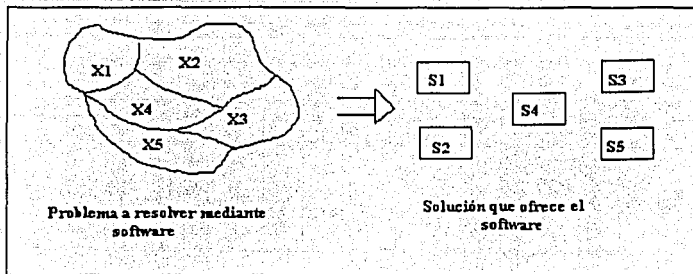 X1
X2
X4
X3
X5
Problema a resolver mediante
software
S1
S3
S4
S2
S5
Solución que ofrece el
software